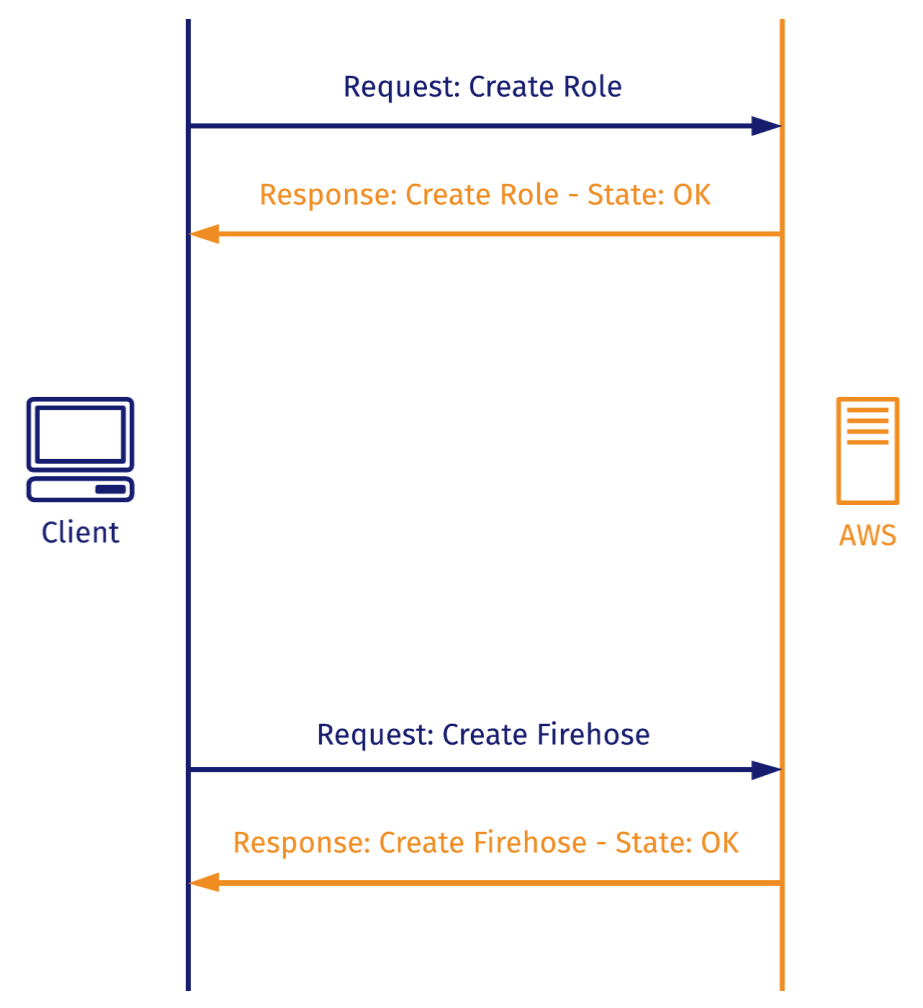 Request: Create Role
Response: Create Role - State: OK
Client
AWS
Request: Create Firehose
Response: Create Firehose - State: OK